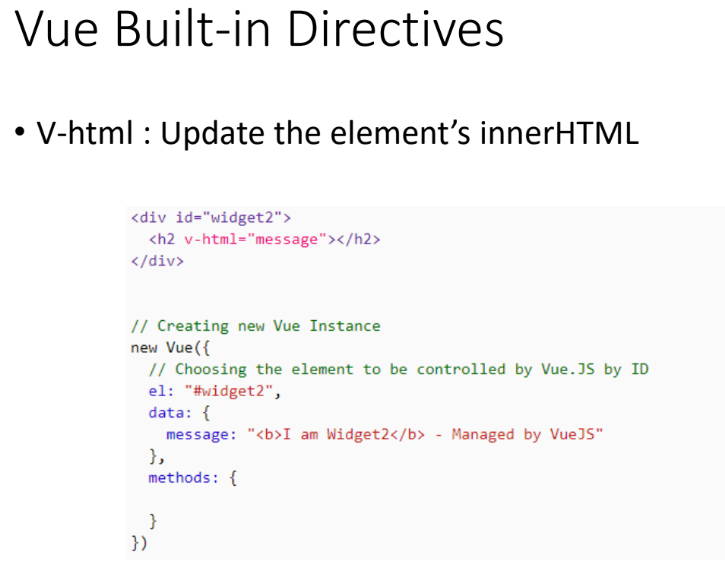 Vue Built-in Directives
• V-html : Update the element’s innerHTML
<div id="widget2">
  <h2 v-html="message"></h2>
</div>
// Creating new Vue Instance
new Vue({
  // Choosing the element to be controlled by Vue.JS by ID
  el: "#widget2",
  data: {
    message: "<b>I am Widget2</b> - Managed by VueJS"
  },
  methods: {
  }
})